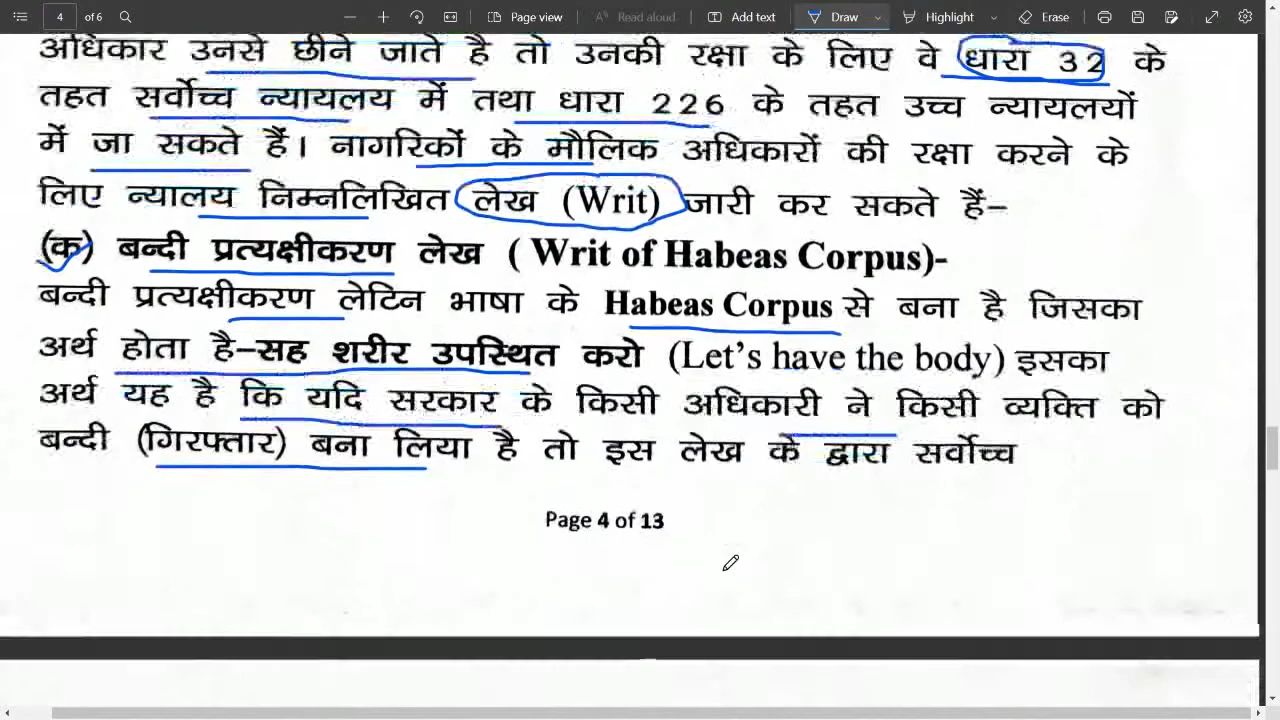 4 of 6 Page view Read aloud Add text Draw Highlight Erase
अधिकार उनसे छीने जाते है तो उनकी रक्षा के लिए वे धारा 32 के
तहत सर्वोच्च न्यायलय में तथा धारा 226 के तहत उच्च न्यायलयों
में जा सकते हैं। नागरिकों के मौलिक अधिकारों की रक्षा करने के
लिए न्यालय निम्नलिखित लेख (Writ) जारी कर सकते हैं–
(क) बन्दी प्रत्यक्षीकरण लेख ( Writ of Habeas Corpus)-
बन्दी प्रत्यक्षीकरण लेटिन भाषा के Habeas Corpus से बना है जिसका
अर्थ होता है–सह शरीर उपस्थित करो (Let’s have the body) इसका
अर्थ यह है कि यदि सरकार के किसी अधिकारी ने किसी व्यक्ति को
बन्दी (गिरफ्तार) बना लिया है तो इस लेख के द्वारा सर्वोच्च
Page 4 of 13